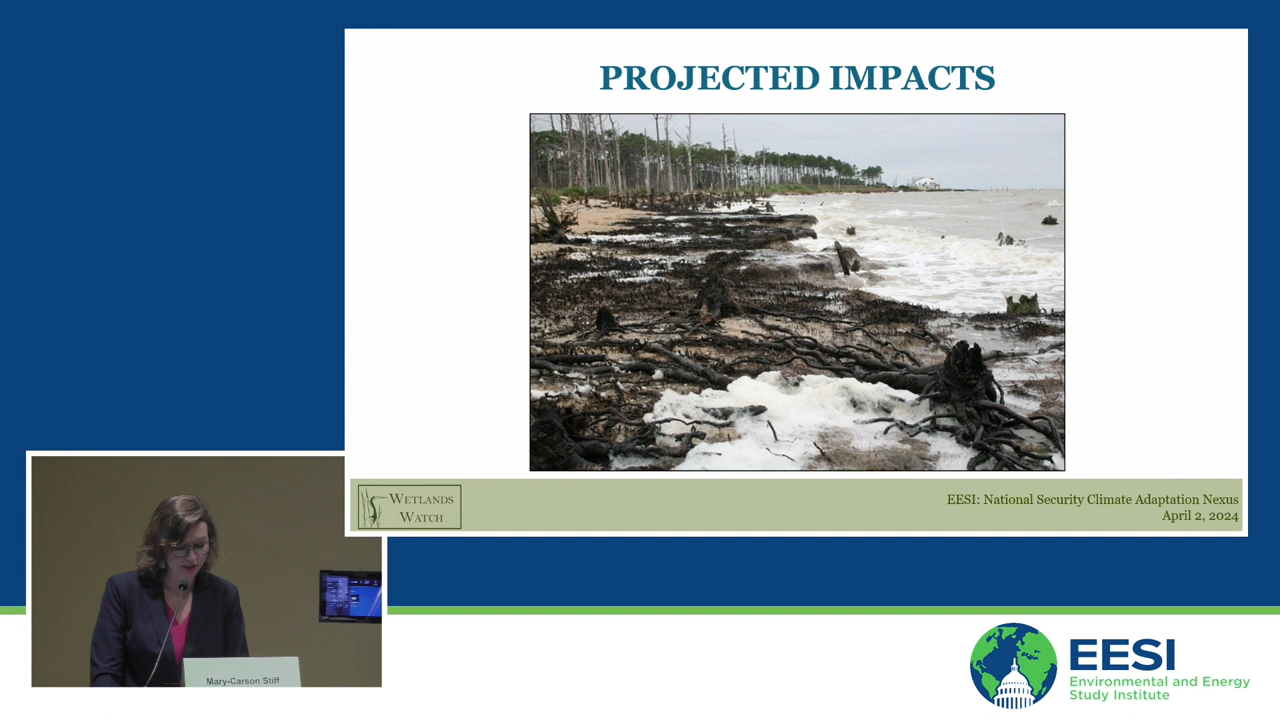 PROJECTED IMPACTS
WETLANDS
WATCH
EESI: National Security Climate Adaptation Nexus
April 2, 2024
Mary-Carson Stiff
EESI
Environmental and Energy
Study Institute